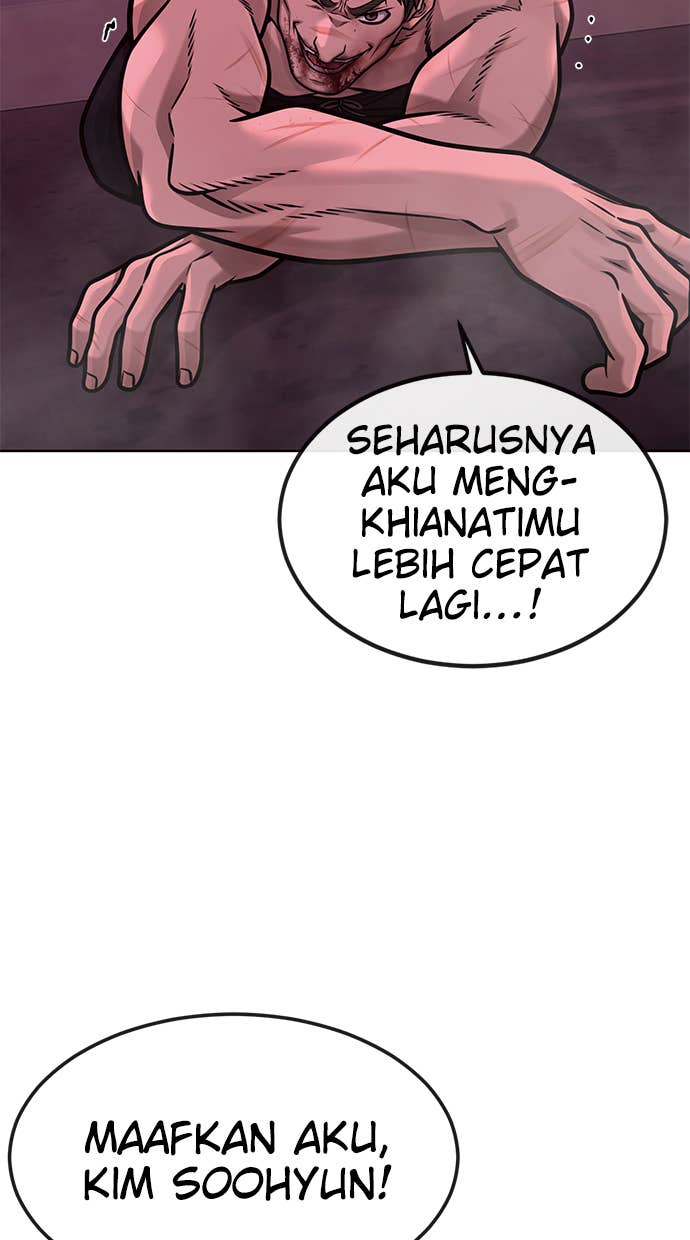 SEHARUSNYA
AKU MENG-
KHIANATIMU
LEBIH CEPAT
LAGI...!
MAAFKAN AKU,
KIM SOOHYUN!